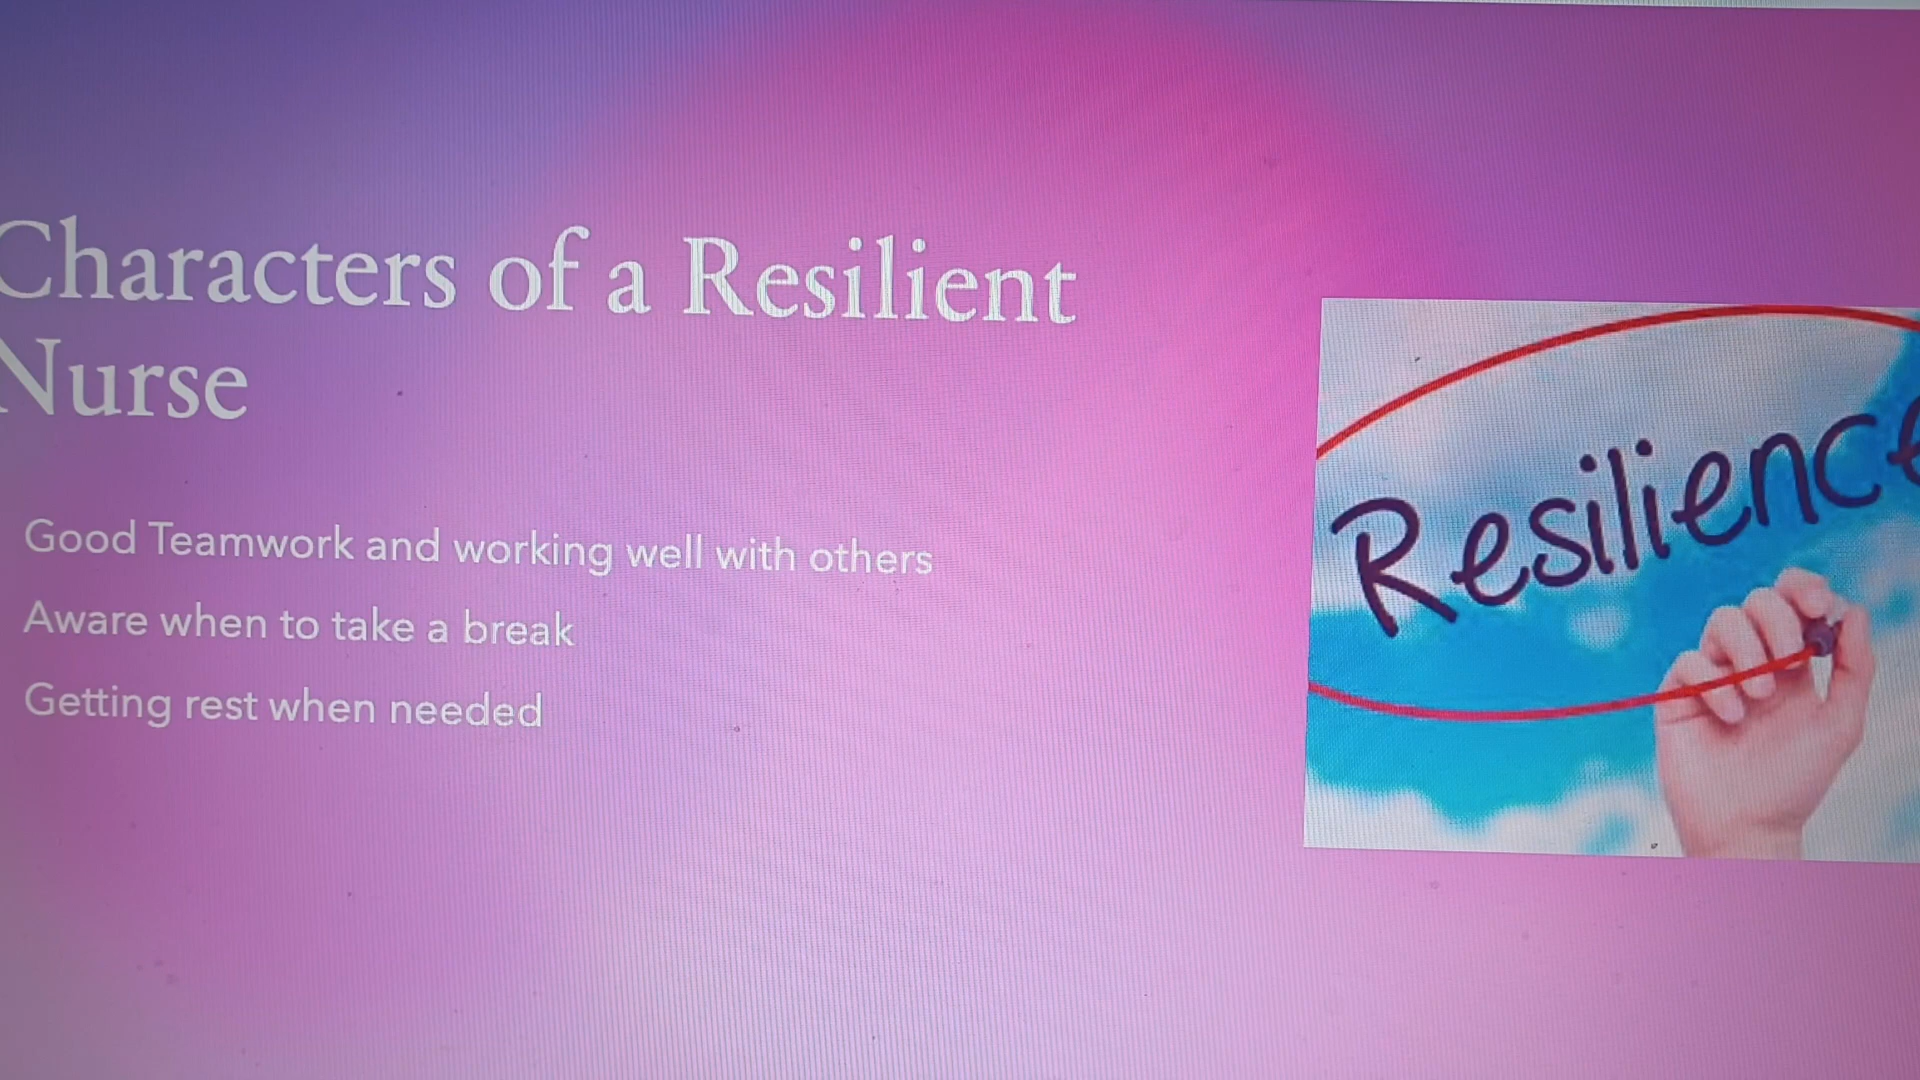 Characters of a Resilient
Nurse
Good Teamwork and working well with others
Aware when to take a break
Getting rest when needed
Resilience